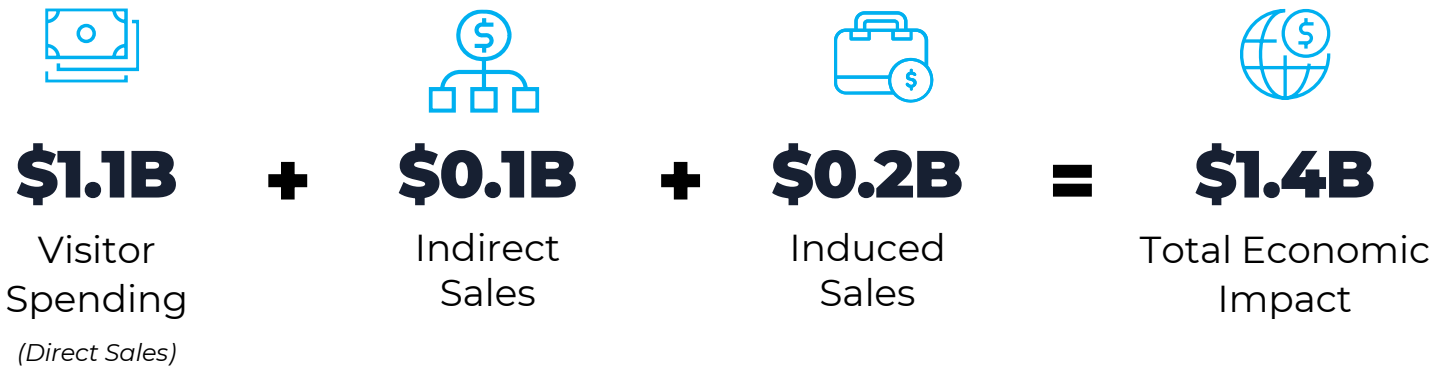 $1.1B + $0.1B + $0.2B = $1.4B
Visitor
Spending
(Direct Sales)
Indirect
Sales
Induced
Sales
Total Economic
Impact